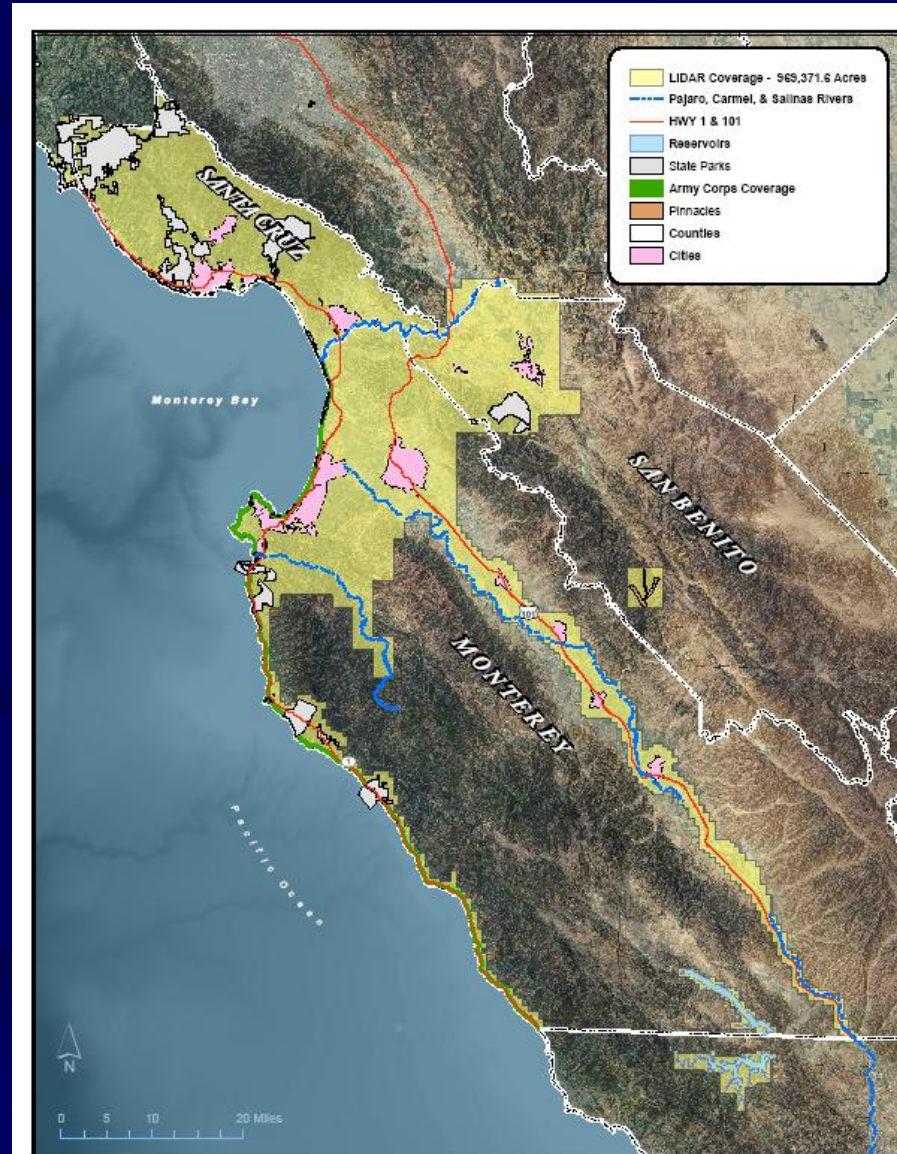 LIDAR Coverage - 969,371.6 Acres
Pajaro, Carmel, & Salinas Rivers
HWY 1 & 101
Reservoirs
State Parks
Army Corps Coverage
Pinnacles
Counties
Cities
SANTA CRUZ
Monterey Bay
SAN BENITO
101
MONTEREY
1
Pacific Ocean
N
0 5 10 20 Miles